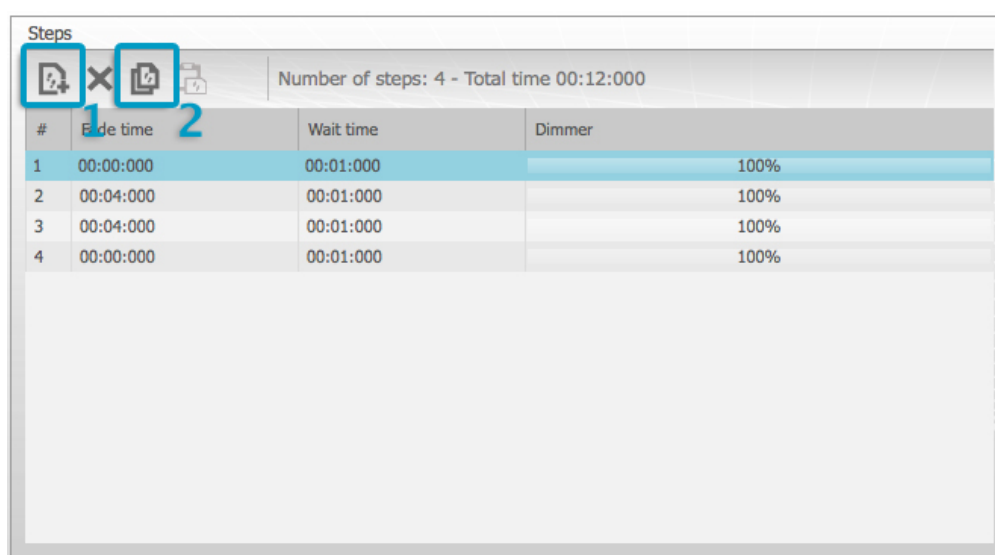 Steps
Number of steps: 4 - Total time 00:12:000
1 2
# Fade time Wait time Dimmer
1 00:00:000 00:01:000 100%
2 00:04:000 00:01:000 100%
3 00:04:000 00:01:000 100%
4 00:00:000 00:01:000 100%